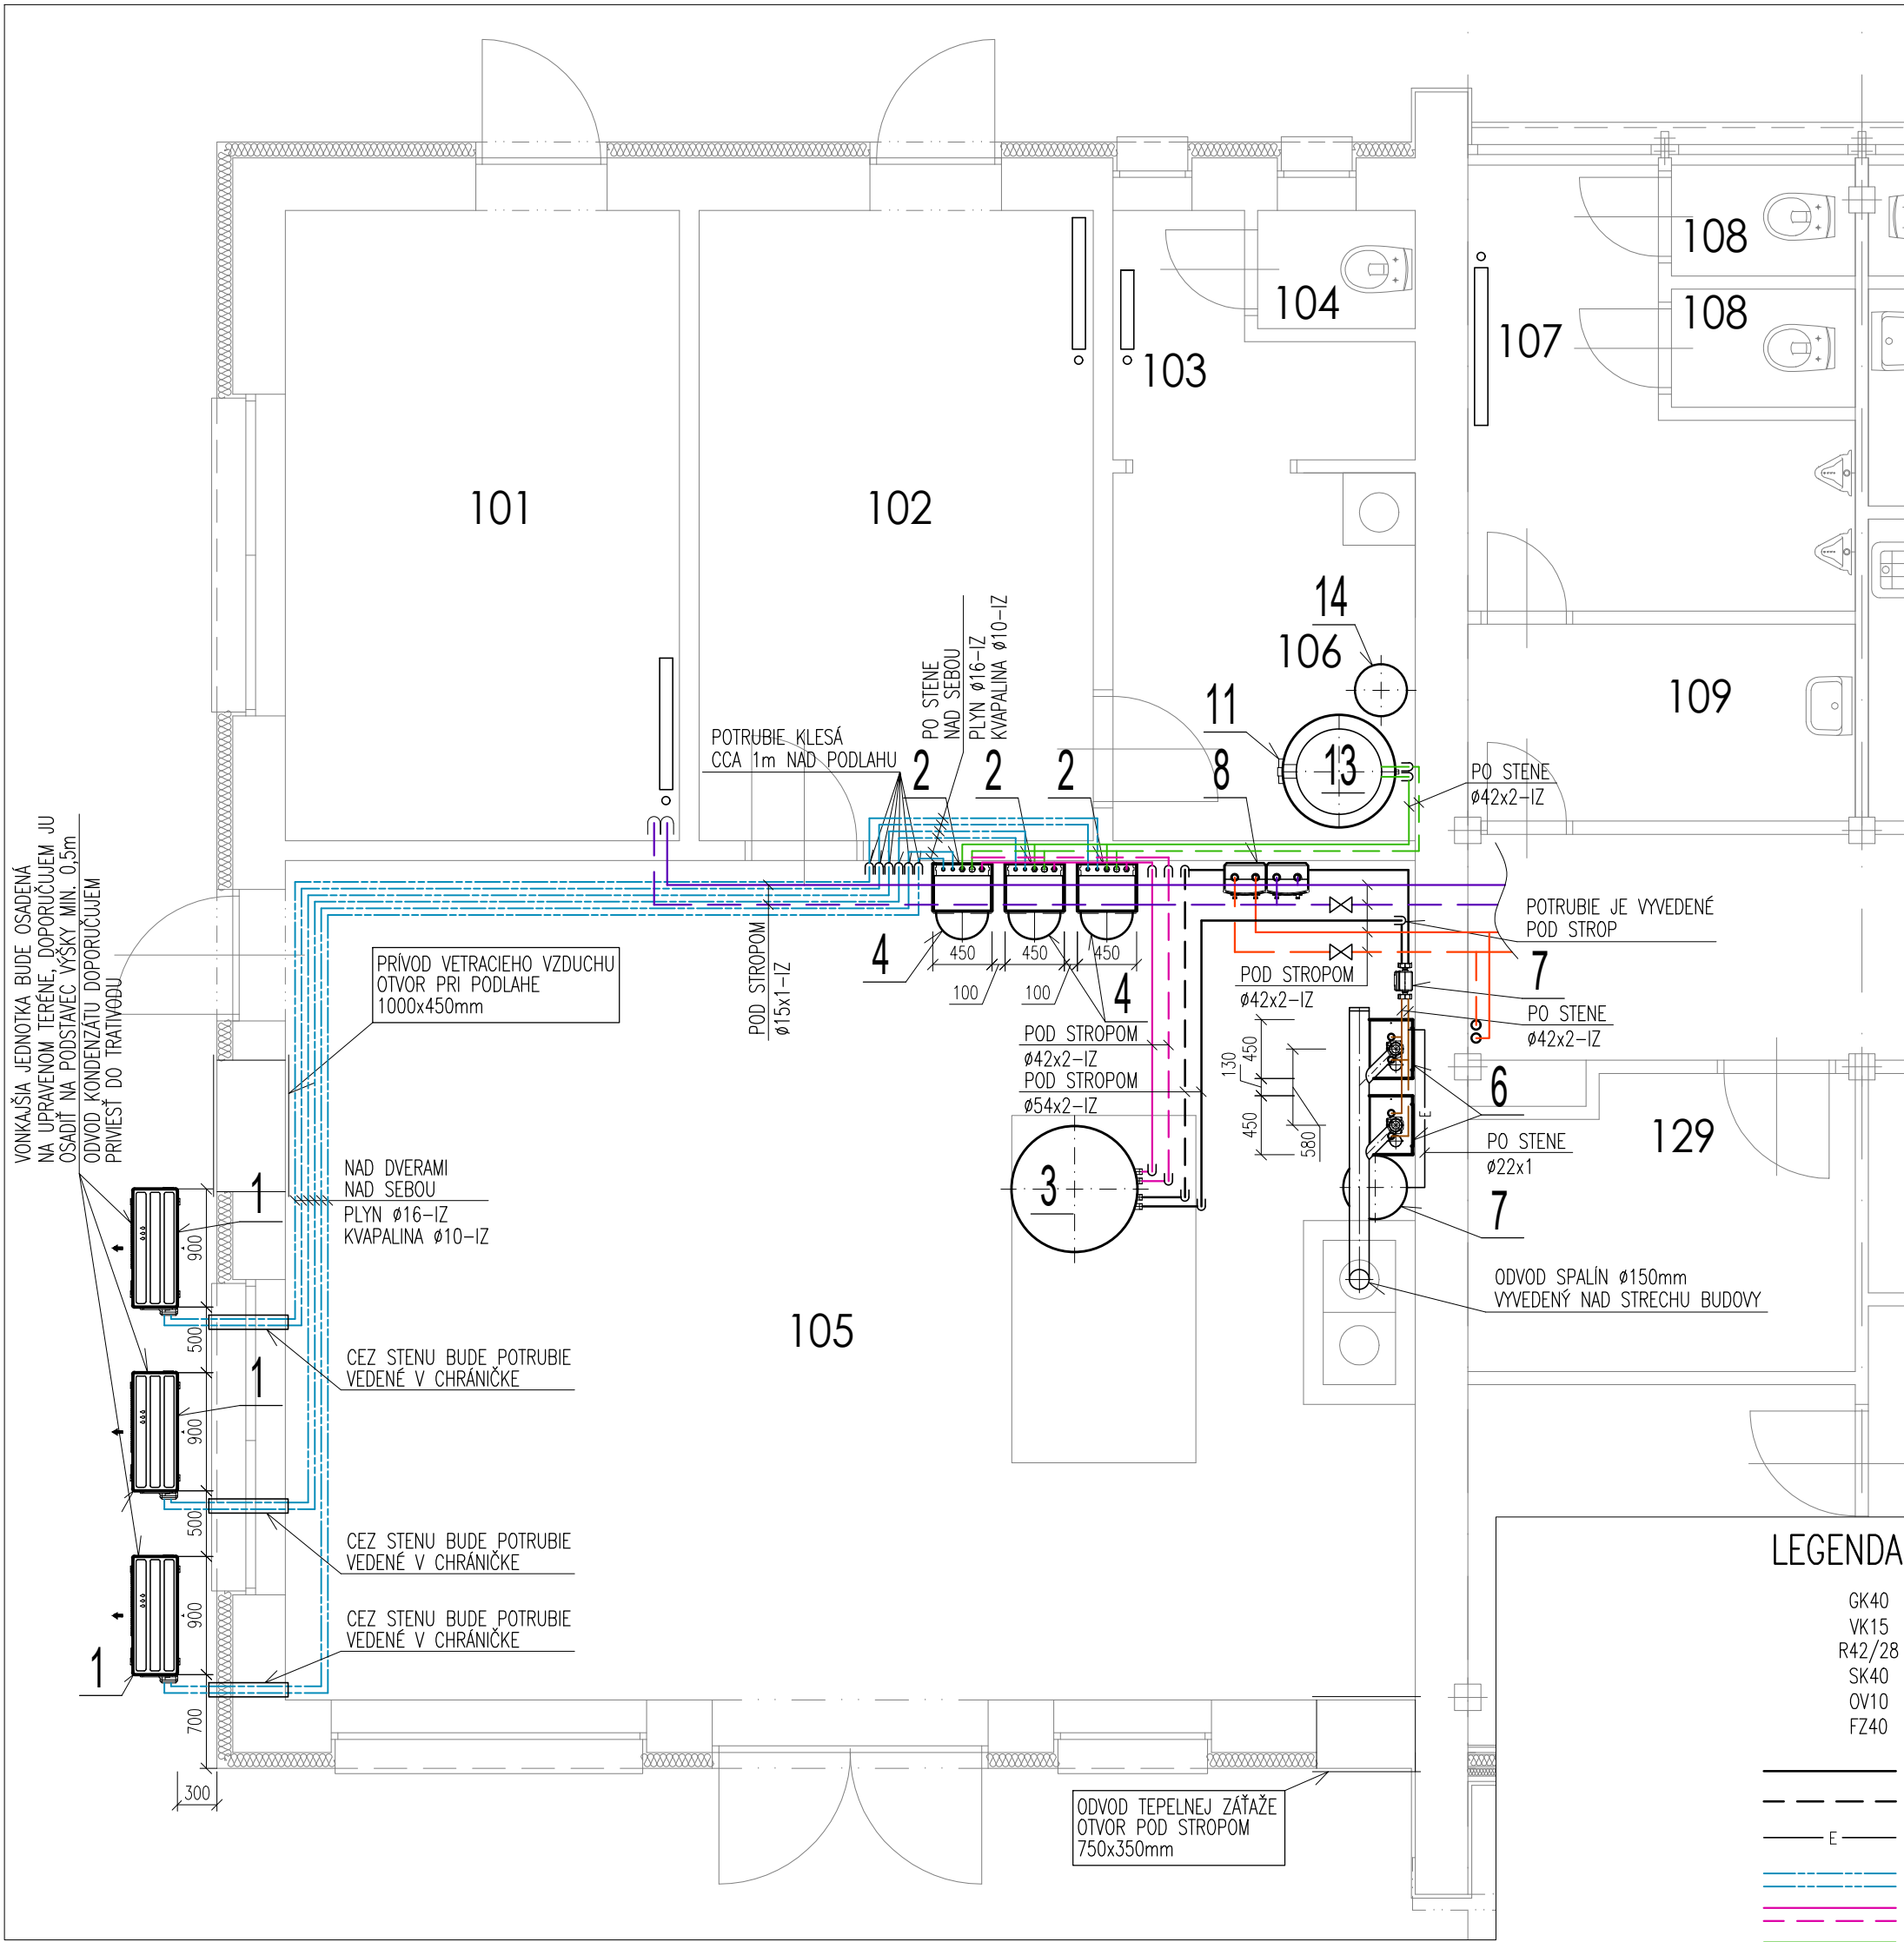 101
102
103
104
107
108
108
109
106
14
11
13
8
2
2
2
PO STENE
NAD SEBOU
PLYN ø16-IZ
KVAPALINA ø10-IZ
POTRUBIE KLESÁ
CCA 1m NAD PODLAHU
PO STENE
ø42x2-IZ
VONKAJŠIA JEDNOTKA BUDE OSADENÁ
NA UPRAVENOM TERÉNE, DOPORUČUJEM JU
OSADIŤ NA PODSTAVEC VÝŠKY MIN. 0,5m
ODVOD KONDENZÁTU DOPORUČUJEM
PRIVIESŤ DO TRATIVODU
PRÍVOD VETRACIEHO VZDUCHU
OTVOR PRI PODLAHE
1000x450mm
POD STROPOM
ø15x1-IZ
4
450
450
450
100
100
4
POD STROPOM
ø42x2-IZ
POD STROPOM
ø54x2-IZ
POD STROPOM
ø42x2-IZ
POTRUBIE JE VYVEDENÉ
POD STROP
7
PO STENE
ø42x2-IZ
130
450
450
580
6
E
PO STENE
ø22x1
129
7
3
ODVOD SPALÍN ø150mm
VYVEDENÝ NAD STRECHU BUDOVY
105
NAD DVERAMI
NAD SEBOU
PLYN ø16-IZ
KVAPALINA ø10-IZ
1
900
500
CEZ STENU BUDE POTRUBIE
VEDENÉ V CHRÁNIČKE
1
900
500
CEZ STENU BUDE POTRUBIE
VEDENÉ V CHRÁNIČKE
900
1
CEZ STENU BUDE POTRUBIE
VEDENÉ V CHRÁNIČKE
700
300
ODVOD TEPELNEJ ZÁŤAŽE
OTVOR POD STROPOM
750x350mm
LEGENDA
GK40
VK15
R42/28
SK40
OV10
FZ40
E